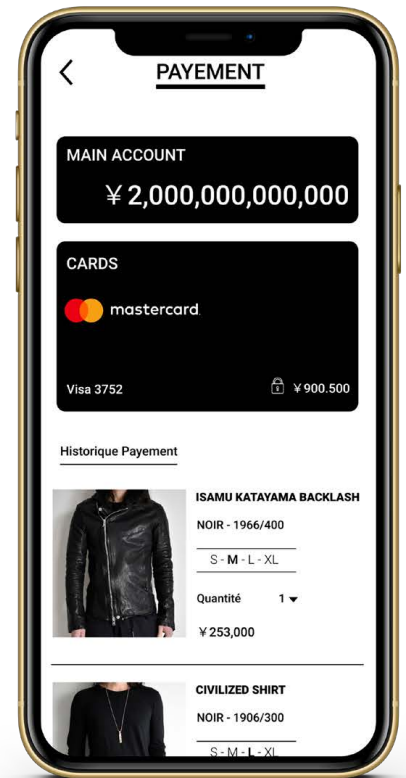 PAYEMENT
MAIN ACCOUNT
¥ 2,000,000,000,000
CARDS
mastercard.
Visa 3752
¥ 900.500
Historique Payement
ISAMU KATAYAMA BACKLASH
NOIR - 1966/400
S - M - L - XL
Quantité 1
¥ 253,000
CIVILIZED SHIRT
NOIR - 1906/300
S - M - L - XL